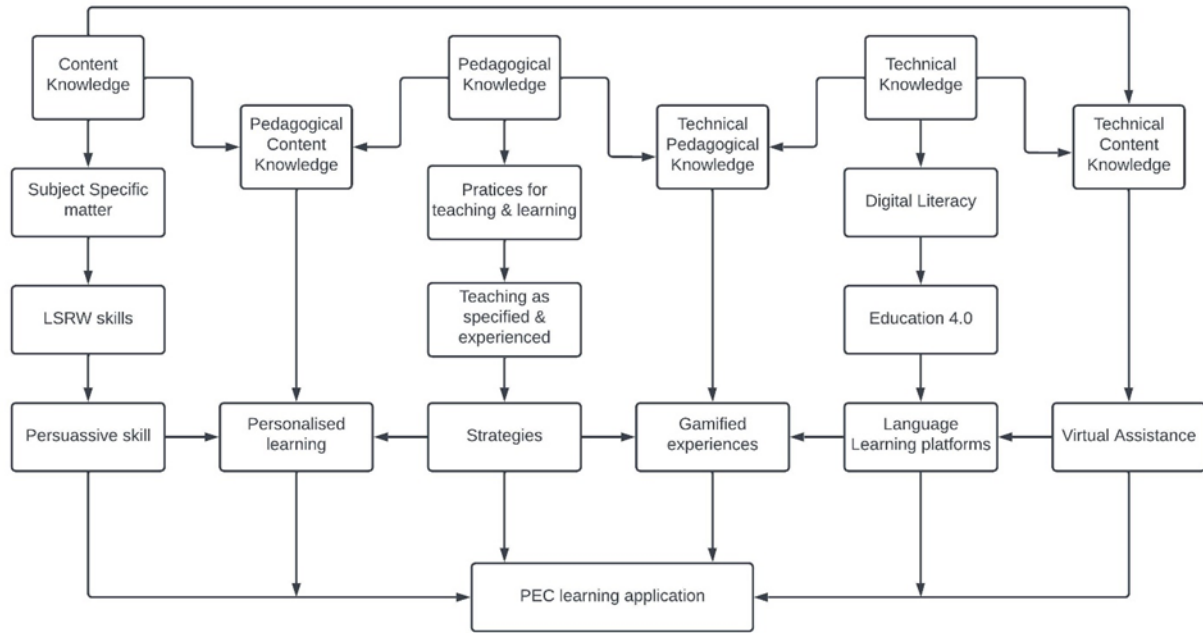 Content
Knowledge
Pedagogical
Knowledge
Technical
Knowledge
Pedagogical
Content
Knowledge
Technical
Pedagogical
Knowledge
Technical
Content
Knowledge
Subject Specific
matter
Pratices for
teaching & learning
Digital Literacy
LSRW skills
Teaching as
specified &
experienced
Education 4.0
Persuassive skill
Personalised
learning
Strategies
Gamified
experiences
Language
Learning platforms
Virtual Assistance
PEC learning application